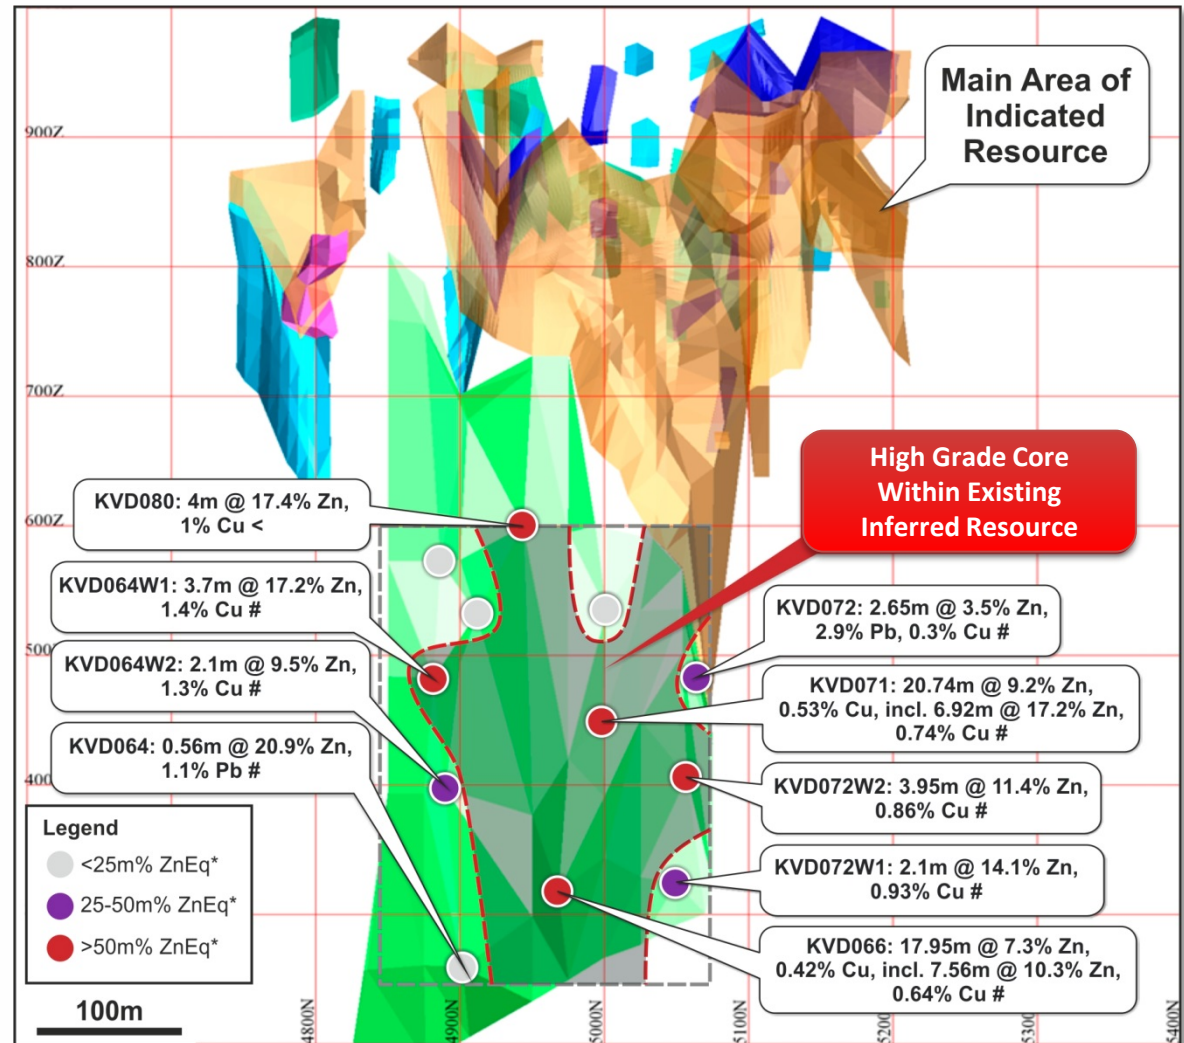 Main Area of
Indicated
Resource
900Z
800Z
700Z
High Grade Core
Within Existing
Inferred Resource
KVD080: 4m @ 17.4% Zn,
1% Cu <
600Z
KVD064W1: 3.7m @ 17.2% Zn,
1.4% Cu #
KVD072: 2.65m @ 3.5% Zn,
2.9% Pb, 0.3% Cu #
500
KVD064W2: 2.1m @ 9.5% Zn,
1.3% Cu #
KVD071: 20.74m @ 9.2% Zn,
0.53% Cu, incl. 6.92m @ 17.2% Zn,
0.74% Cu #
KVD064: 0.56m @ 20.9% Zn,
1.1% Pb #
400
KVD072W2: 3.95m @ 11.4% Zn,
0.86% Cu #
Legend
<25m% ZnEq*
25-50m% ZnEq*
>50m% ZnEq*
KVD072W1: 2.1m @ 14.1% Zn,
0.93% Cu #
KVD066: 17.95m @ 7.3% Zn,
0.42% Cu, incl. 7.56m @ 10.3% Zn,
0.64% Cu #
100m
4800N
4900N
5000N
5100N
5200N
5300N
5400N